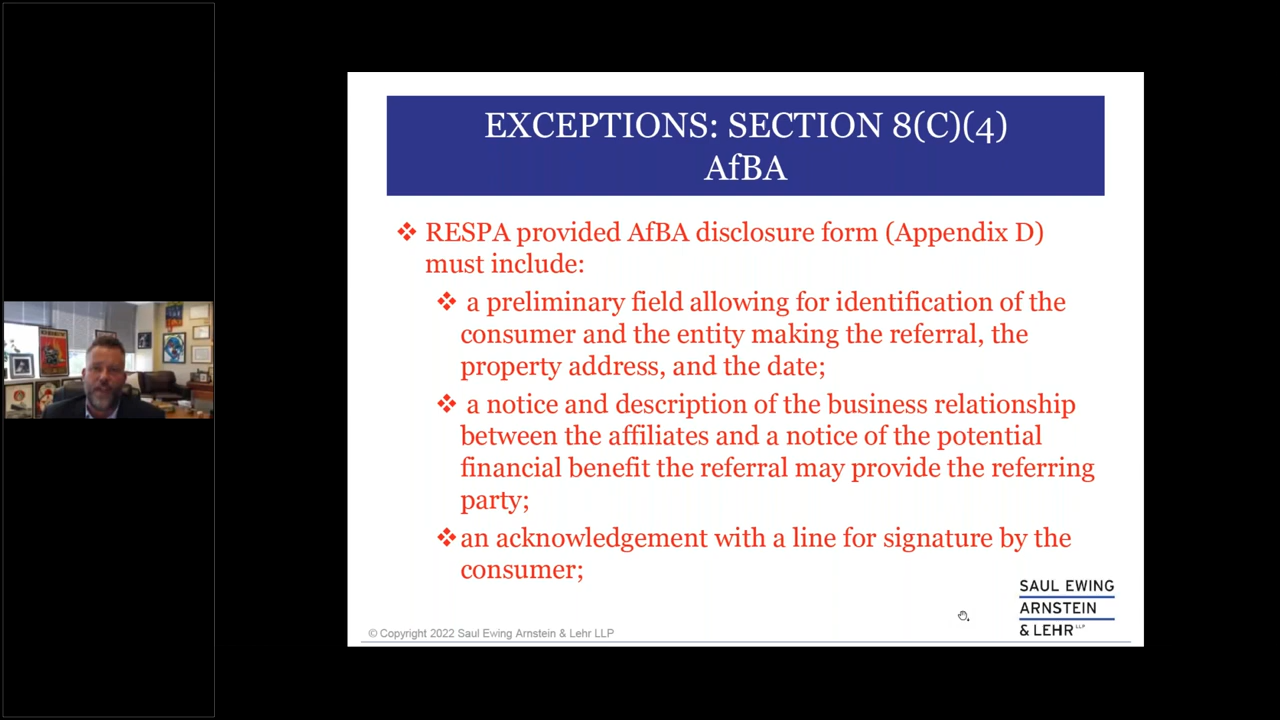 EXCEPTIONS: SECTION 8(C)(4)
AfBA
❖ RESPA provided AfBA disclosure form (Appendix D)
must include:
❖ a preliminary field allowing for identification of the
consumer and the entity making the referral, the
property address, and the date;
❖ a notice and description of the business relationship
between the affiliates and a notice of the potential
financial benefit the referral may provide the referring
party;
❖ an acknowledgement with a line for signature by the
consumer;
SAUL EWING
ARNSTEIN
& LEHR LLP
© Copyright 2022 Saul Ewing Arnstein & Lehr LLP